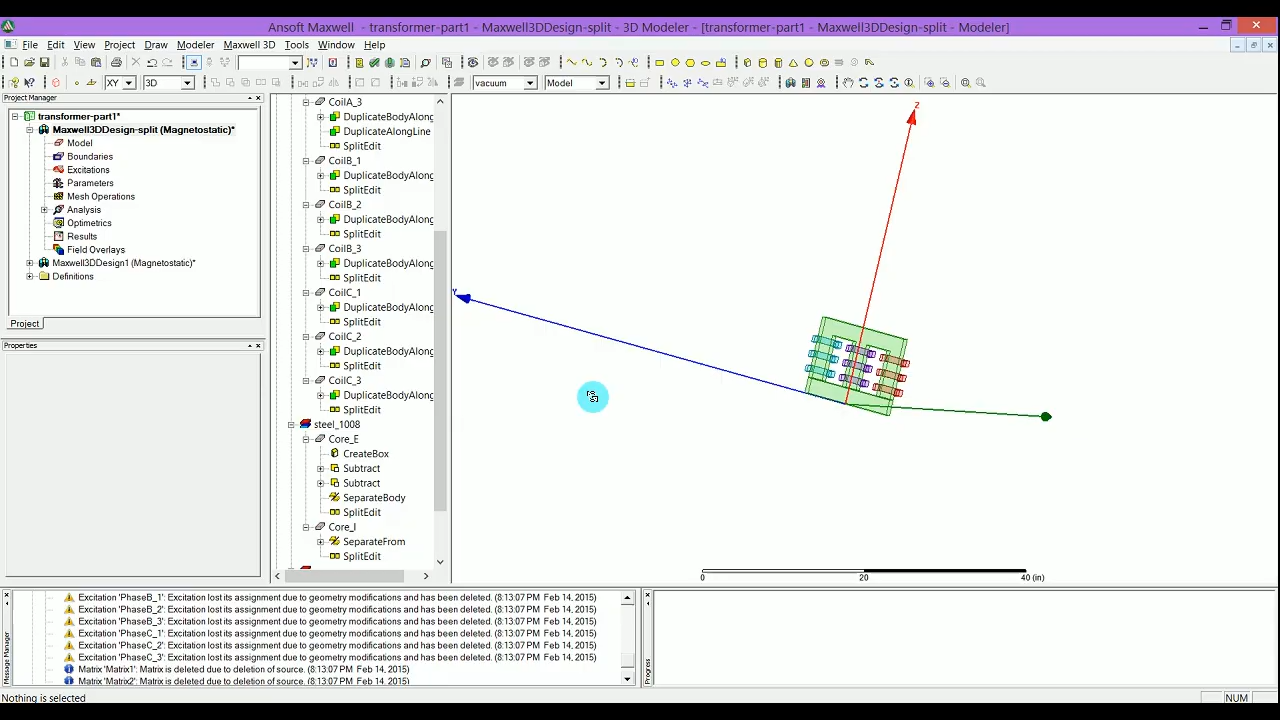 Ansoft Maxwell - transformer-part1 - Maxwell3DDesign-split - 3D Modeler - [transformer-part1 - Maxwell3DDesign-split - Modeler]
File Edit View Project Draw Modeler Maxwell 3D Tools Window Help
XY 3D vacuum Model
Project Manager
transformer-part1*
Maxwell3DDesign-split (Magnetostatic)*
Model
Boundaries
Excitations
Parameters
Mesh Operations
Analysis
Optimetrics
Results
Field Overlays
Maxwell3DDesign1 (Magnetostatic)*
Definitions
Project
Properties
CoilA_3
DuplicateBodyAlong
DuplicateAlongLine
SplitEdit
CoilB_1
DuplicateBodyAlong
SplitEdit
CoilB_2
DuplicateBodyAlong
SplitEdit
CoilB_3
DuplicateBodyAlong
SplitEdit
CoilC_1
DuplicateBodyAlong
SplitEdit
CoilC_2
DuplicateBodyAlong
SplitEdit
CoilC_3
DuplicateBodyAlong
SplitEdit
steel_1008
Core_E
CreateBox
Subtract
Subtract
SeparateBody
SplitEdit
Core_I
SeparateFrom
SplitEdit
Z
Y
0 20 40 (in)
Message Manager
Excitation 'PhaseB_1': Excitation lost its assignment due to geometry modifications and has been deleted. (8:13:07 PM Feb 14, 2015)
Excitation 'PhaseB_2': Excitation lost its assignment due to geometry modifications and has been deleted. (8:13:07 PM Feb 14, 2015)
Excitation 'PhaseB_3': Excitation lost its assignment due to geometry modifications and has been deleted. (8:13:07 PM Feb 14, 2015)
Excitation 'PhaseC_1': Excitation lost its assignment due to geometry modifications and has been deleted. (8:13:07 PM Feb 14, 2015)
Excitation 'PhaseC_2': Excitation lost its assignment due to geometry modifications and has been deleted. (8:13:07 PM Feb 14, 2015)
Excitation 'PhaseC_3': Excitation lost its assignment due to geometry modifications and has been deleted. (8:13:07 PM Feb 14, 2015)
Matrix 'Matrix1': Matrix is deleted due to deletion of source. (8:13:07 PM Feb 14, 2015)
Matrix 'Matrix2': Matrix is deleted due to deletion of source. (8:13:07 PM Feb 14, 2015)
Progress
Nothing is selected
NUM